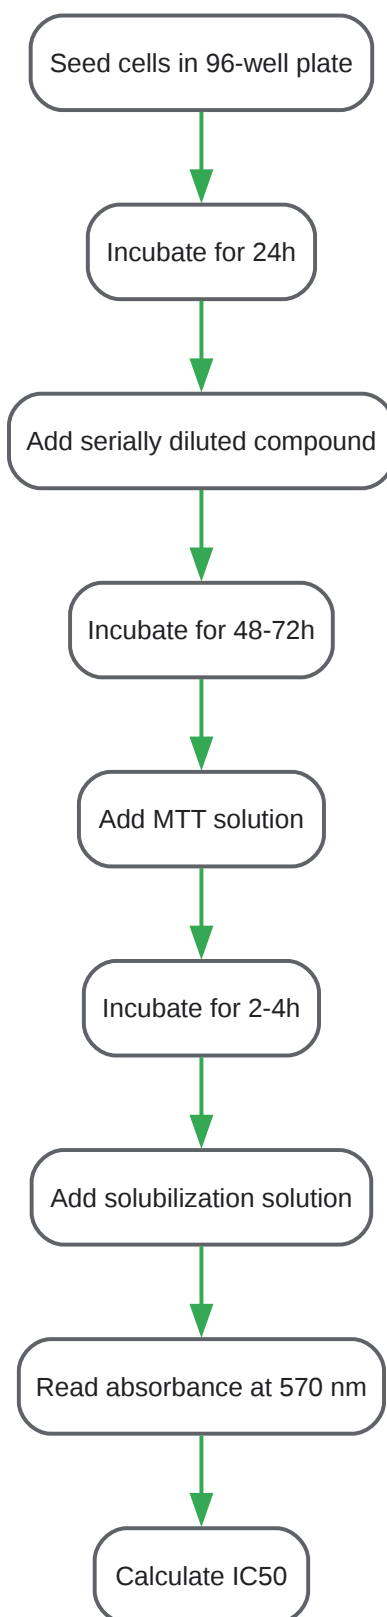 Seed cells in 96-well plate
Incubate for 24h
Add serially diluted compound
Incubate for 48-72h
Add MTT solution
Incubate for 2-4h
Add solubilization solution
Read absorbance at 570 nm
Calculate IC50